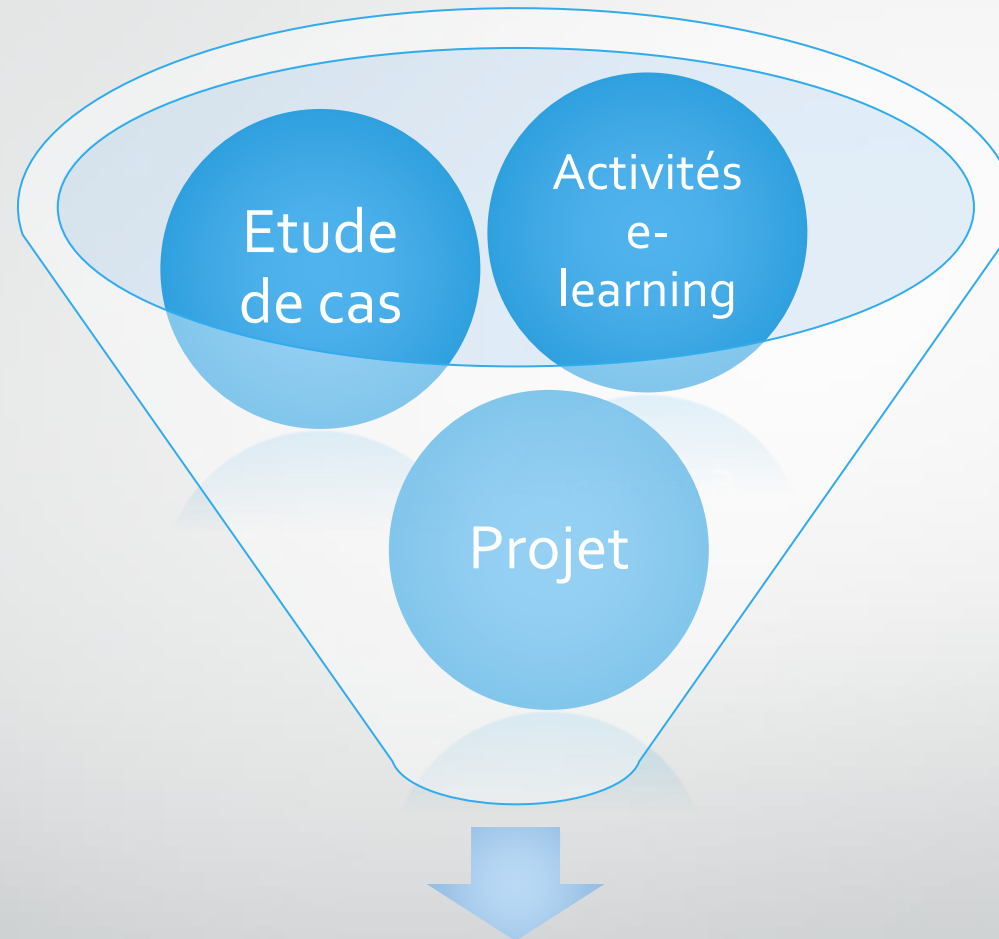 Etude
de cas
Activités
e-
learning
Projet